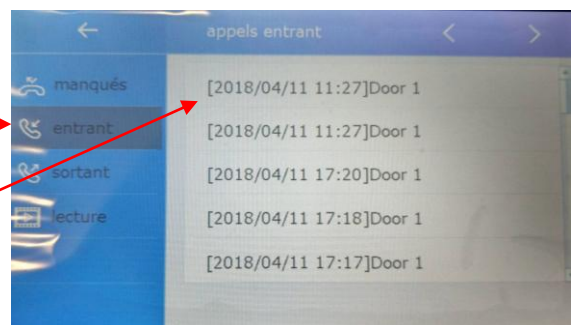 appels entrant
manqués
entrant
sortant
lecture
[2018/04/11 11:27]Door 1
[2018/04/11 11:27]Door 1
[2018/04/11 17:20]Door 1
[2018/04/11 17:18]Door 1
[2018/04/11 17:17]Door 1